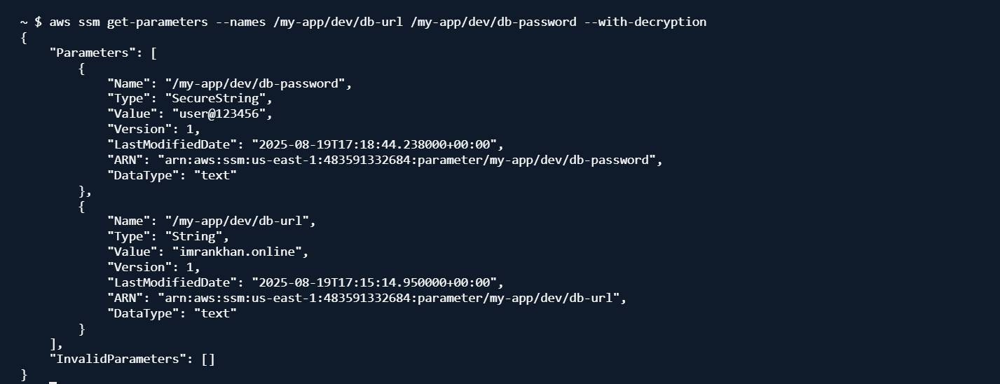 ~ $ aws ssm get-parameters --names /my-app/dev/db-url /my-app/dev/db-password --with-decryption
{
    "Parameters": [
        {
            "Name": "/my-app/dev/db-password",
            "Type": "SecureString",
            "Value": "user@123456",
            "Version": 1,
            "LastModifiedDate": "2025-08-19T17:18:44.238000+00:00",
            "ARN": "arn:aws:ssm:us-east-1:483591332684:parameter/my-app/dev/db-password",
            "DataType": "text"
        },
        {
            "Name": "/my-app/dev/db-url",
            "Type": "String",
            "Value": "imrankhan.online",
            "Version": 1,
            "LastModifiedDate": "2025-08-19T17:15:14.950000+00:00",
            "ARN": "arn:aws:ssm:us-east-1:483591332684:parameter/my-app/dev/db-url",
            "DataType": "text"
        }
    ],
    "InvalidParameters": []
}